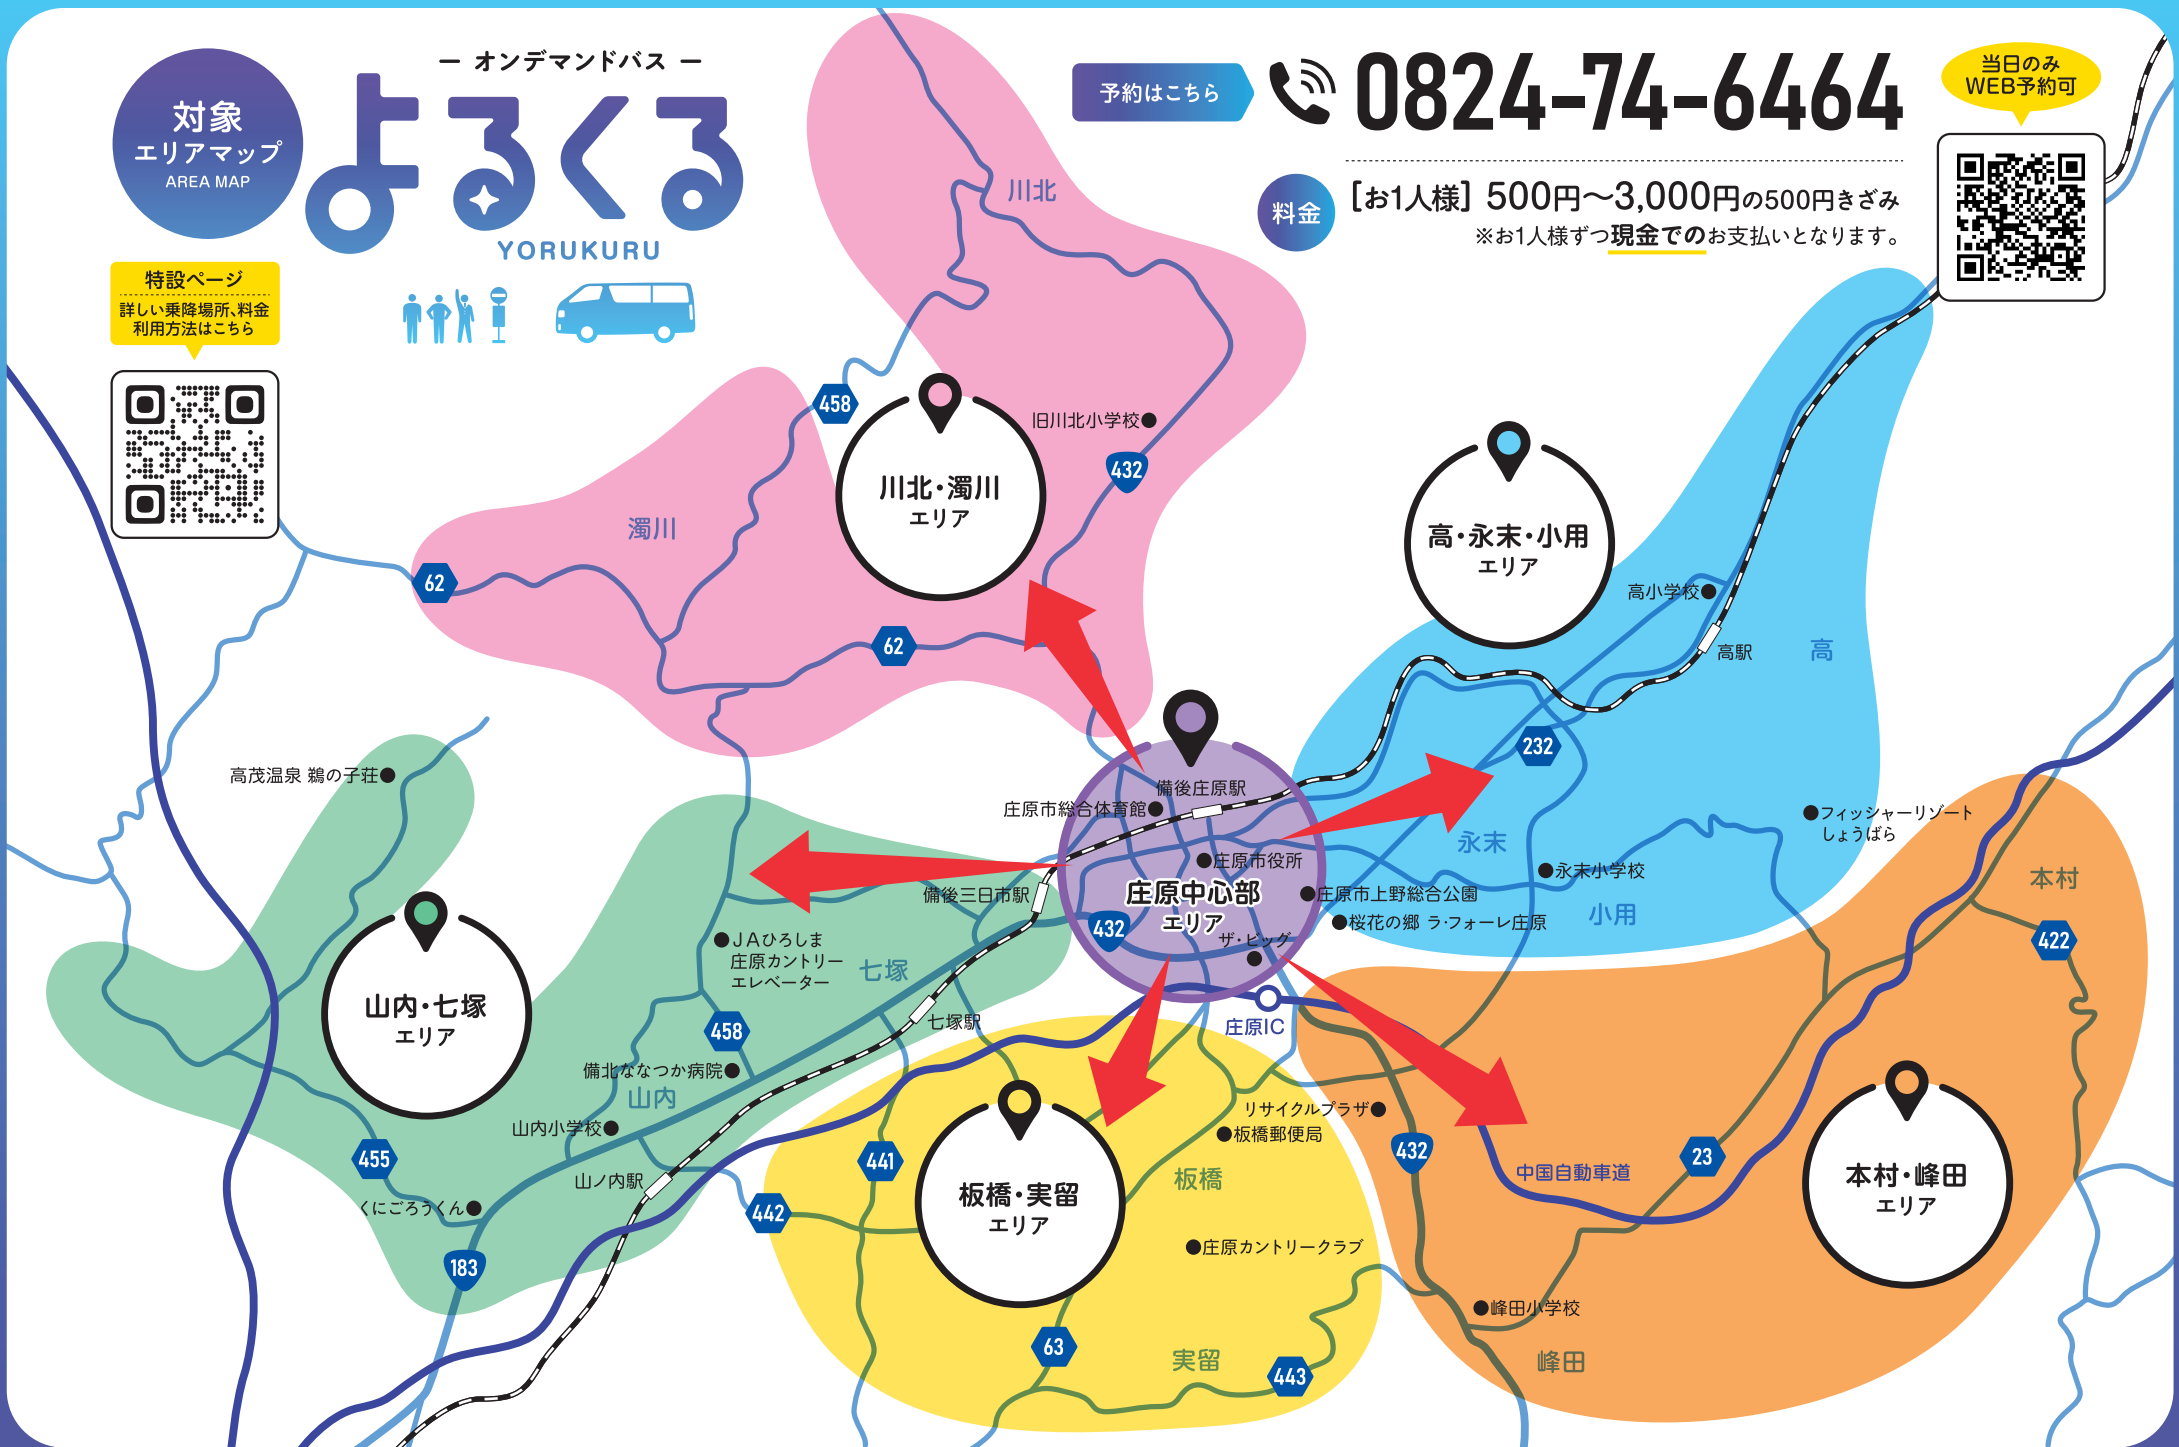 対象
エリアマップ
AREA MAP
― オンデマンドバス ―
よるくる
YORUKURU
特設ページ
詳しい乗降場所、料金
利用方法はこちら
予約はこちら
0824-74-6464
当日のみ
WEB予約可
料金
[お1人様] 500円〜3,000円の500円きざみ
※お1人様ずつ現金でのお支払いとなります。
川北
458
旧川北小学校
432
川北・濁川
エリア
濁川
62
62
高・永末・小用
エリア
高小学校
高駅
高
232
永末
永末小学校
小用
フィッシャーリゾート
しょうばら
高茂温泉 鵜の子荘
備後庄原駅
庄原市総合体育館
庄原市役所
庄原中心部
エリア
432
ザ・ビッグ
庄原市上野総合公園
桜花の郷 ラ・フォーレ庄原
備後三日市駅
JAひろしま
庄原カントリー
エレベーター
七塚
七塚駅
458
備北ななつか病院
山内
山内小学校
山ノ内駅
山内・七塚
エリア
455
くにごろうくん
183
庄原IC
本村
422
リサイクルプラザ
板橋郵便局
板橋
441
442
板橋・実留
エリア
庄原カントリークラブ
63
実留
443
432
中国自動車道
23
本村・峰田
エリア
峰田小学校
峰田